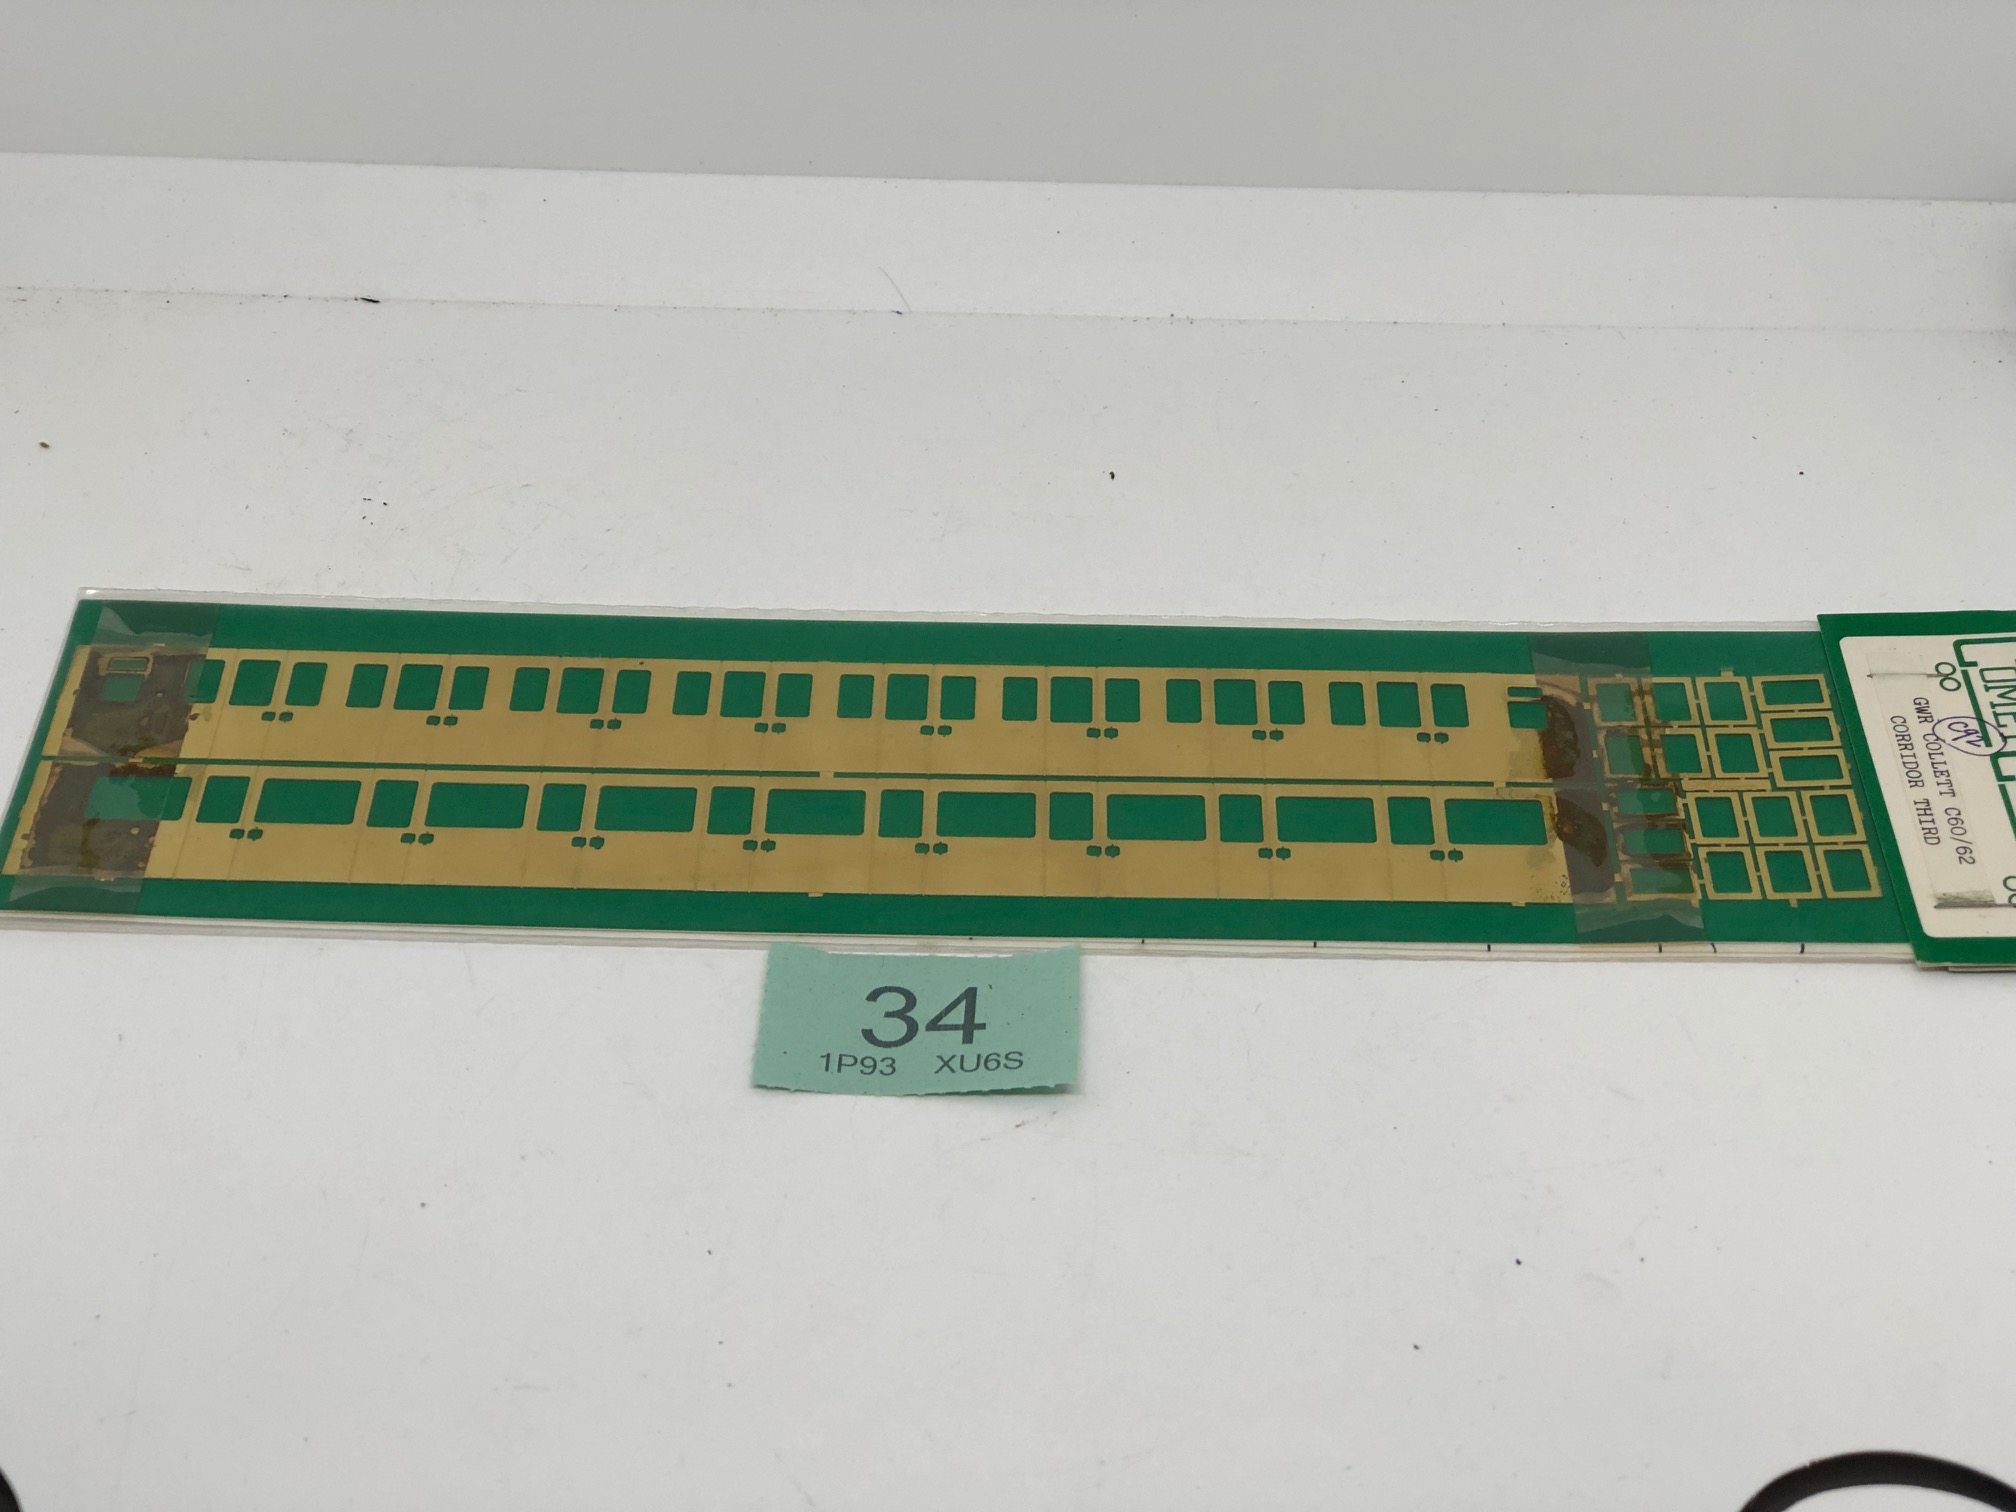 GWR COLLETT C60/62
CORRIDOR THIRD
34
1P93 XU6S